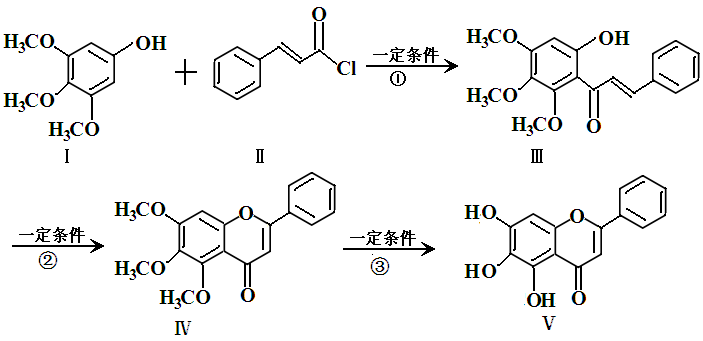 H₃CO OH
H₃CO
H₃CO
Ⅰ
+
O
Cl
Ⅱ
一定条件
①
H₃CO OH
H₃CO
H₃CO O
Ⅲ
一定条件
②
H₃CO O
H₃CO
H₃CO O
Ⅳ
一定条件
③
HO O
HO
OH O
Ⅴ